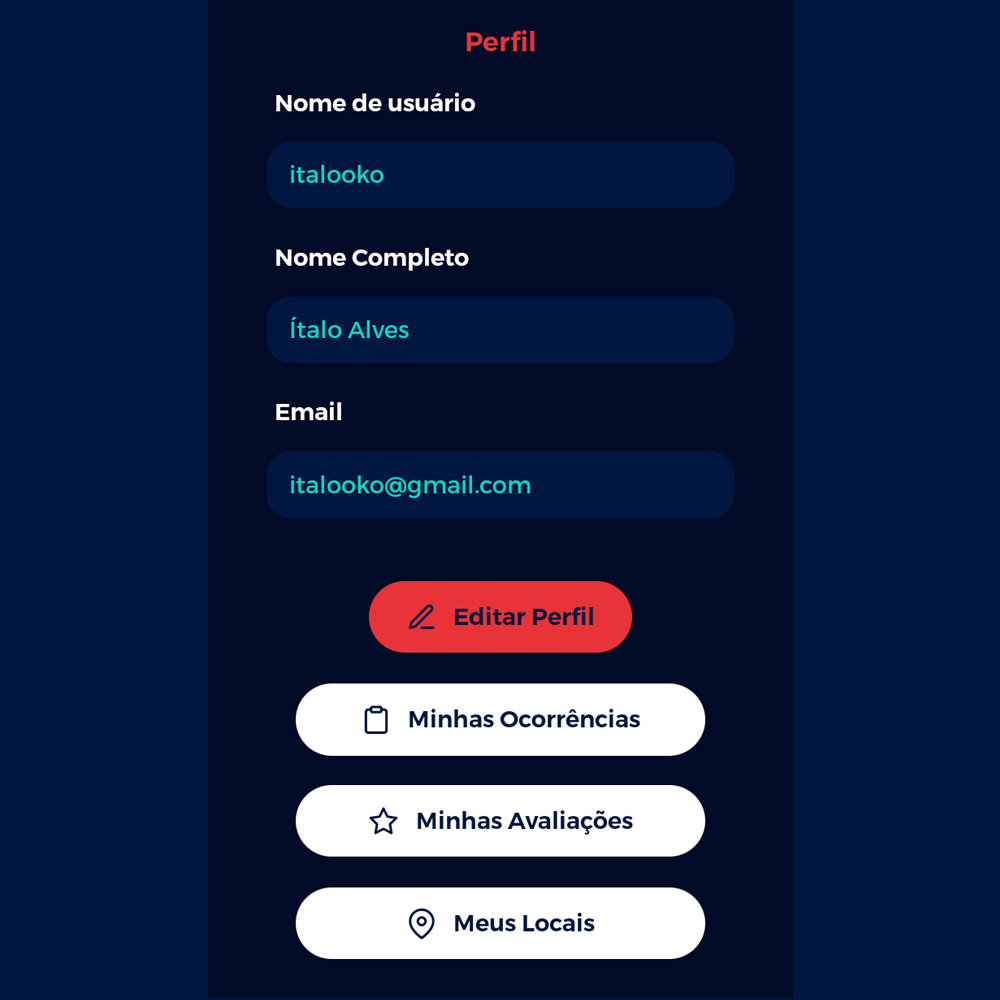 Perfil
Nome de usuário
italooko
Nome Completo
Ítalo Alves
Email
italooko@gmail.com
Editar Perfil
Minhas Ocorrências
Minhas Avaliações
Meus Locais